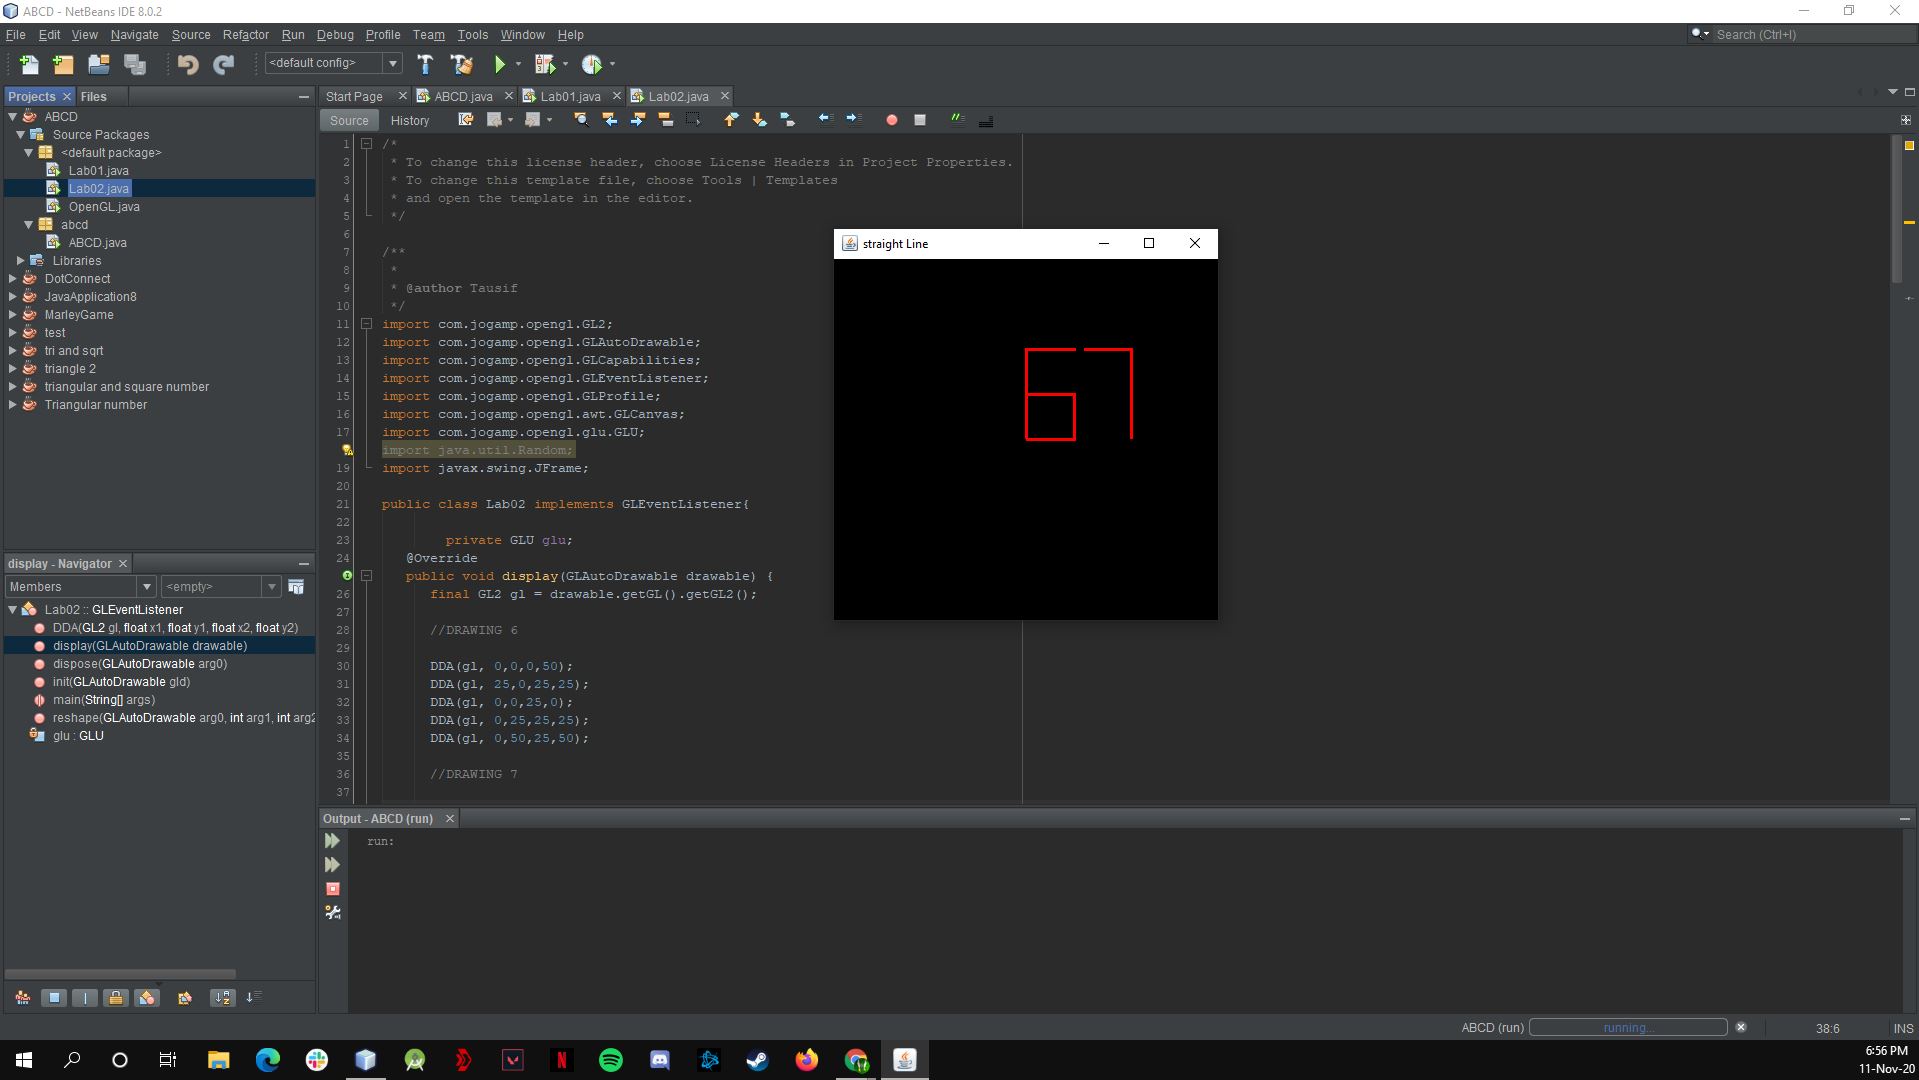 ABCD - NetBeans IDE 8.0.2
File Edit View Navigate Source Refactor Run Debug Profile Team Tools Window Help
Search (Ctrl+I)
<default config>
Projects Files
ABCD
Source Packages
<default package>
Lab01.java
Lab02.java
OpenGL.java
abcd
ABCD.java
Libraries
DotConnect
JavaApplication8
MarleyGame
test
tri and sqrt
triangle 2
triangular and square number
Triangular number
display - Navigator
Members <empty>
Lab02 :: GLEventListener
DDA(GL2 gl, float x1, float y1, float x2, float y2)
display(GLAutoDrawable drawable)
dispose(GLAutoDrawable arg0)
init(GLAutoDrawable gld)
main(String[] args)
reshape(GLAutoDrawable arg0, int arg1, int arg2
glu : GLU
Start Page ABCD.java Lab01.java Lab02.java
Source History
1 /*
2 * To change this license header, choose License Headers in Project Properties.
3 * To change this template file, choose Tools | Templates
4 * and open the template in the editor.
5 */
6
7 /**
8 *
9 * @author Tausif
10 */
11 import com.jogamp.opengl.GL2;
12 import com.jogamp.opengl.GLAutoDrawable;
13 import com.jogamp.opengl.GLCapabilities;
14 import com.jogamp.opengl.GLEventListener;
15 import com.jogamp.opengl.GLProfile;
16 import com.jogamp.opengl.awt.GLCanvas;
17 import com.jogamp.opengl.glu.GLU;
import java.util.Random;
19 import javax.swing.JFrame;
20
21 public class Lab02 implements GLEventListener{
22
23 private GLU glu;
24 @Override
public void display(GLAutoDrawable drawable) {
26 final GL2 gl = drawable.getGL().getGL2();
27
28 //DRAWING 6
29
30 DDA(gl, 0,0,0,50);
31 DDA(gl, 25,0,25,25);
32 DDA(gl, 0,0,25,0);
33 DDA(gl, 0,25,25,25);
34 DDA(gl, 0,50,25,50);
35
36 //DRAWING 7
37
straight Line
67
Output - ABCD (run)
run:
ABCD (run) running... 38:6 INS
6:56 PM
11-Nov-20